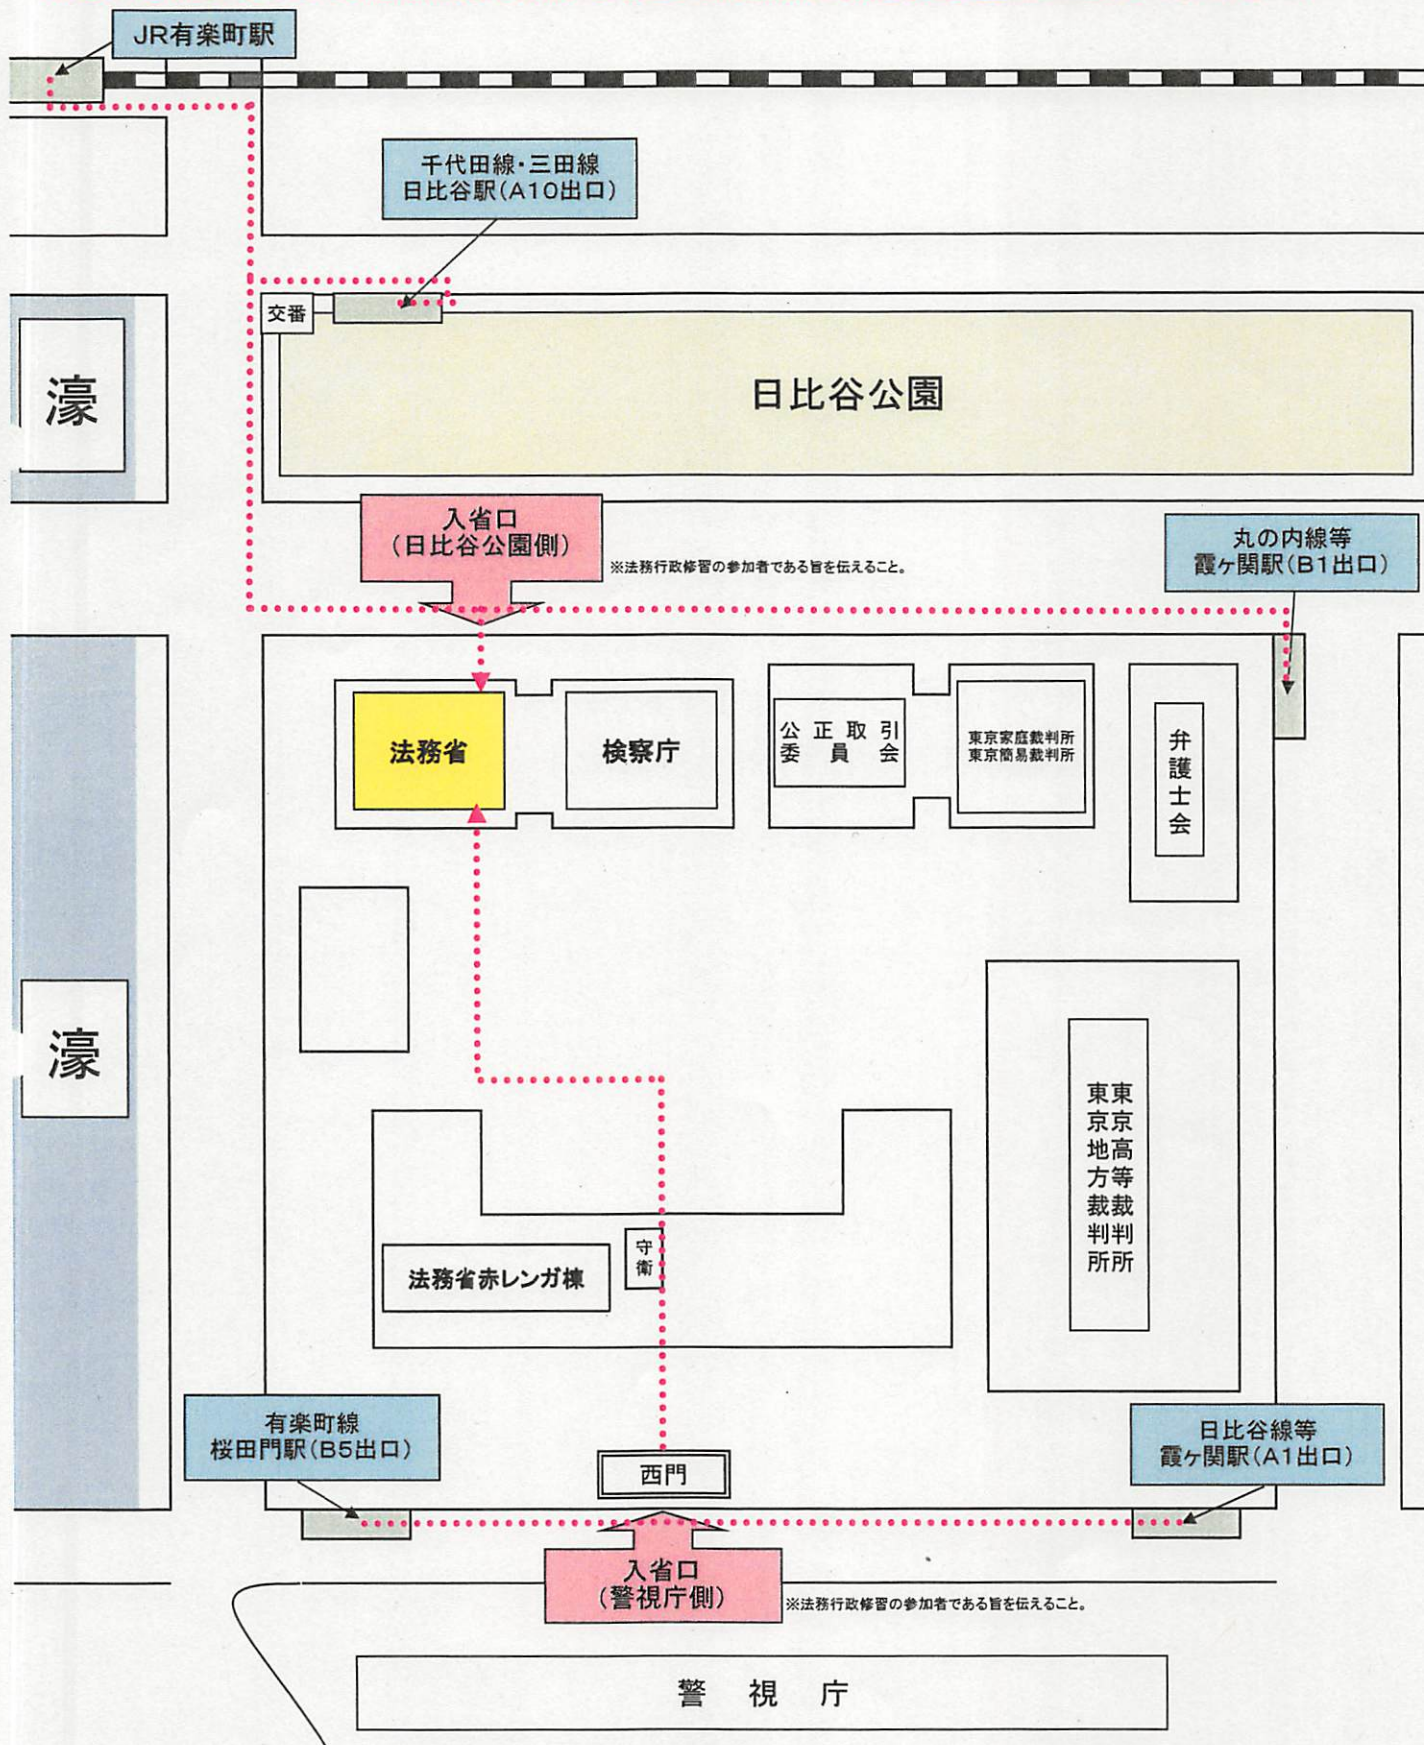 JR有楽町駅
千代田線・三田線
日比谷駅(A10出口)
交番
濠
日比谷公園
入省口
(日比谷公園側)
※法務行政修習の参加者である旨を伝えること。
丸の内線等
霞ヶ関駅(B1出口)
法務省
検察庁
公正取引
委員会
東京家庭裁判所
東京簡易裁判所
弁護士会
濠
東京高等裁判所
東京地方裁判所
守衛
法務省赤レンガ棟
有楽町線
桜田門駅(B5出口)
西門
日比谷線等
霞ヶ関駅(A1出口)
入省口
(警視庁側)
※法務行政修習の参加者である旨を伝えること。
警視庁